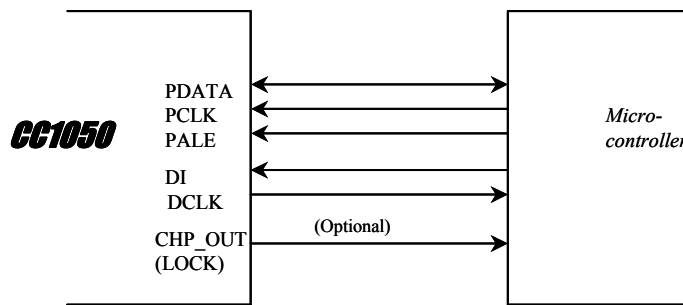 PDATA
PCLK
PALE
CC1050
DI
DCLK
CHP_OUT
(LOCK)
(Optional)
Micro-
controller